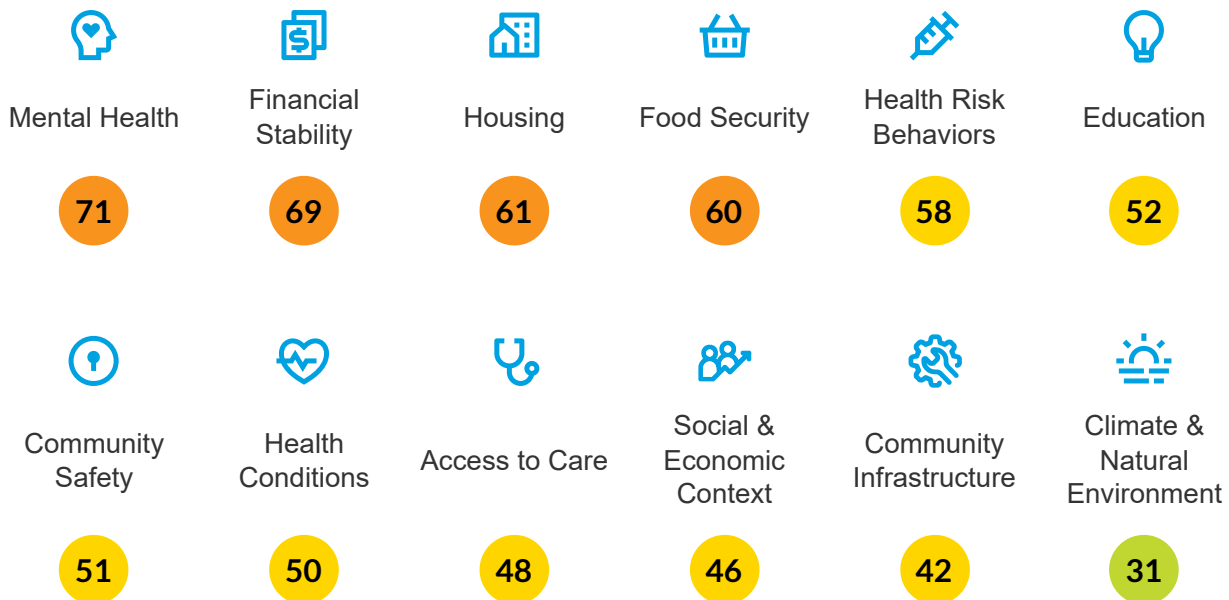 Mental Health
Financial
Stability
Housing
Food Security
Health Risk
Behaviors
Education
71
69
61
60
58
52
Community
Safety
Health
Conditions
Access to Care
Social &
Economic
Context
Community
Infrastructure
Climate &
Natural
Environment
51
50
48
46
42
31